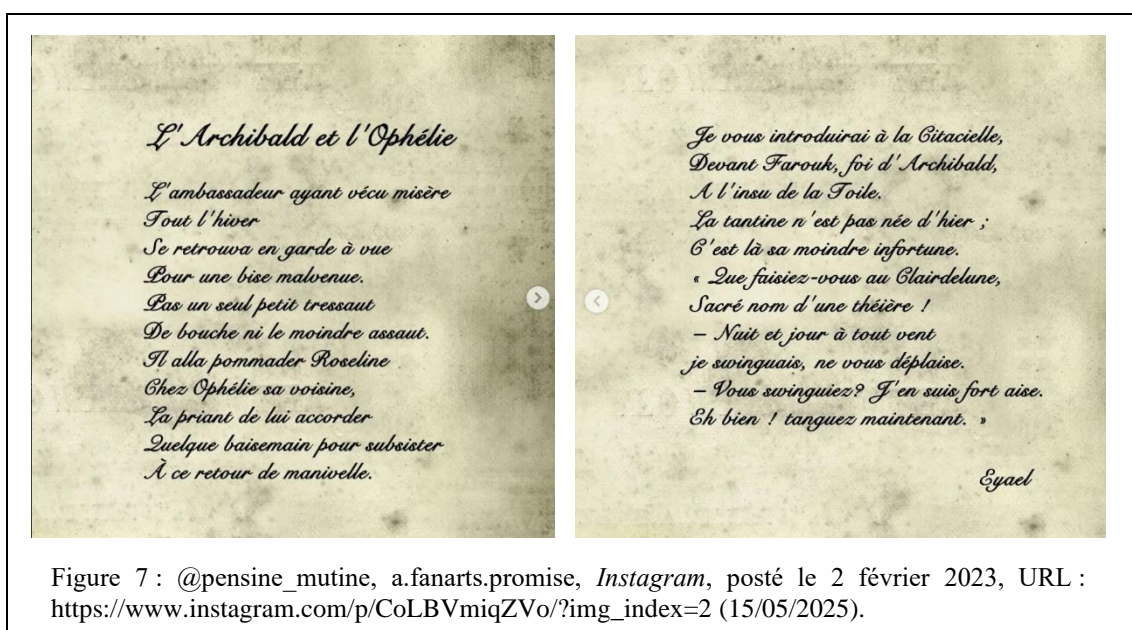 L'Archibald et l'Ophélie
L'ambassadeur ayant vécu misère
Tout l'hiver
Se retrouva en garde à vue
Pour une bise malvenue.
Pas un seul petit tressaut
De bouche ni le moindre assaut.
Il alla pommader Roseline
Chez Ophélie sa voisine,
La priant de lui accorder
Quelque baisemain pour subsister
À ce retour de manivelle.
Je vous introduirai à la Citacielle,
Devant Farouk, foi d'Archibald,
A l'insu de la Toile.
La tantine n'est pas née d'hier ;
C'est là sa moindre infortune.
« Que faisiez-vous au Clairdelune,
Sacré nom d'une théière !
– Nuit et jour à tout vent
je swinguais, ne vous déplaise.
– Vous swinguiez? J'en suis fort aise.
Eh bien ! tanguez maintenant. »
Eyael
Figure 7 : @pensine_mutine, a.fanarts.promise, Instagram, posté le 2 février 2023, URL :
https://www.instagram.com/p/CoLBVmiqZVo/?img_index=2 (15/05/2025).